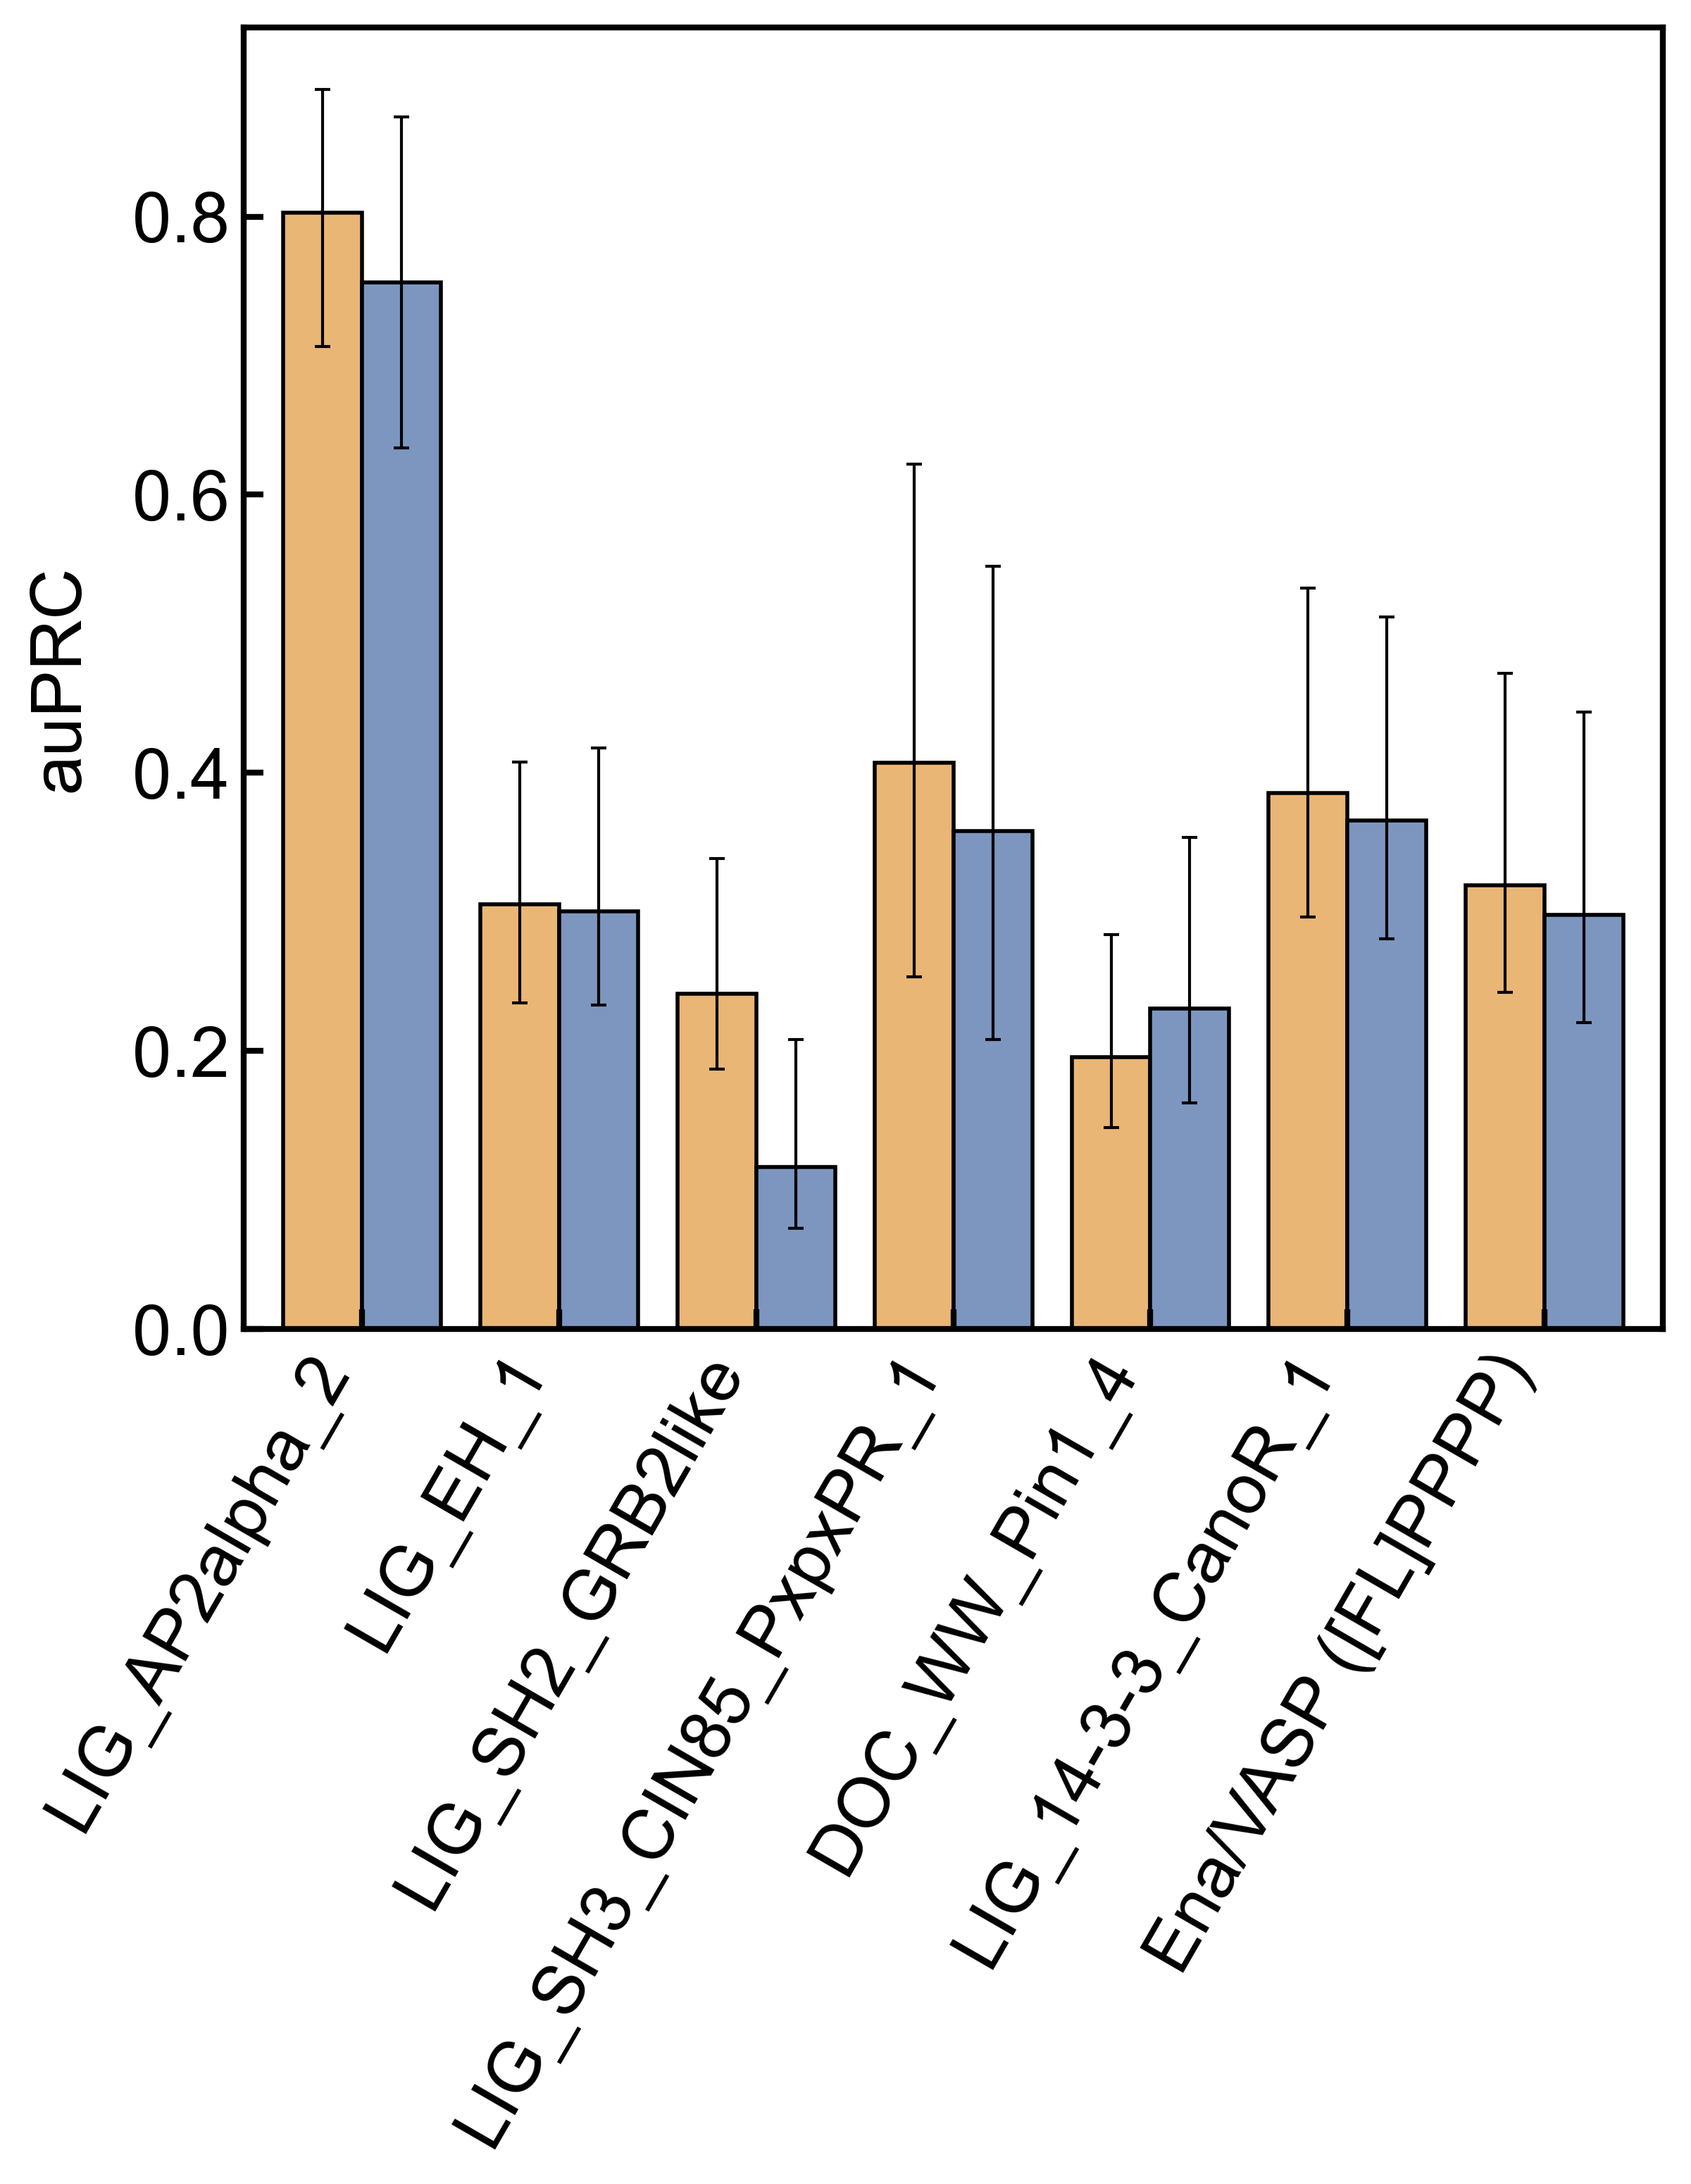 auPRC
0.8
0.6
0.4
0.2
0.0
LIG_AP2alpha_2
LIG_EH_1
LIG_SH2_GRB2like
LIG_SH3_CIN85_PxpxPR_1
DOC_WW_Pin1_4
LIG_14-3-3_CanoR_1
Ena/VASP ([FL]PPPP)